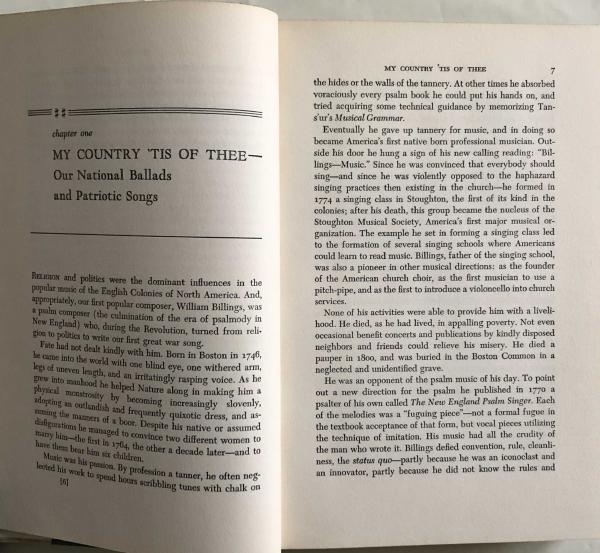 chapter one
MY COUNTRY 'TIS OF THEE—
Our National Ballads
and Patriotic Songs
RELIGION and politics were the dominant influences in the
popular music of the English Colonies of North America. And,
appropriately, our first popular composer, William Billings, was
a psalm composer (the culmination of the era of psalmody in
New England) who, during the Revolution, turned from reli-
gion to politics to write our first great war song.
Fate had not dealt kindly with him. Born in Boston in 1746,
he came into the world with one blind eye, one withered arm,
legs of uneven length, and an irritatingly rasping voice. As he
grew into manhood he helped Nature along in making him a
physical monstrosity by becoming increasingly slovenly,
adopting an outlandish and frequently quixotic dress, and as-
suming the manners of a boor. Despite his native or assumed
disfigurations he managed to convince two different women to
marry him—the first in 1764, the other a decade later—and to
have them bear him six children.
Music was his passion. By profession a tanner, he often neg-
lected his work to spend hours scribbling tunes with chalk on
[6]
MY COUNTRY 'TIS OF THEE 7
the hides or the walls of the tannery. At other times he absorbed
voraciously every psalm book he could put his hands on, and
tried acquiring some technical guidance by memorizing Tan-
s'ur's Musical Grammar.
Eventually he gave up tannery for music, and in doing so
became America's first native born professional musician. Out-
side his door he hung a sign of his new calling reading: "Bil-
lings—Music." Since he was convinced that everybody should
sing—and since he was violently opposed to the haphazard
singing practices then existing in the church—he formed in
1774 a singing class in Stoughton, the first of its kind in the
colonies; after his death, this group became the nucleus of the
Stoughton Musical Society, America's first major musical or-
ganization. The example he set in forming a singing class led
to the formation of several singing schools where Americans
could learn to read music. Billings, father of the singing school,
was also a pioneer in other musical directions: as the founder
of the American church choir, as the first musician to use a
pitch-pipe, and as the first to introduce a violoncello into church
services.
None of his activities were able to provide him with a liveli-
hood. He died, as he had lived, in appalling poverty. Not even
occasional benefit concerts and publications by kindly disposed
neighbors and friends could relieve his misery. He died a
pauper in 1800, and was buried in the Boston Common in a
neglected and unidentified grave.
He was an opponent of the psalm music of his day. To point
out a new direction for the psalm he published in 1770 a
psalter of his own called The New England Psalm Singer. Each
of the melodies was a "fuguing piece"—not a formal fugue in
the textbook acceptance of that form, but vocal pieces utilizing
the technique of imitation. His music had all the crudity of
the man who wrote it. Billings defied convention, rule, cleanli-
ness, the status quo—partly because he was an iconoclast and
an innovator, partly because he did not know the rules and